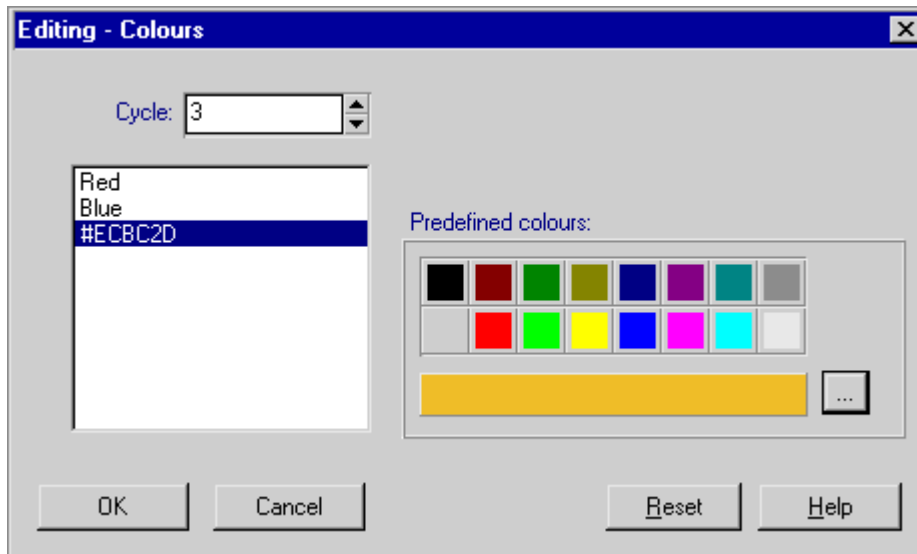 Editing - Colours
Cycle: 3
Red
Blue
#ECBC2D
Predefined colours:
...
OK Cancel Reset Help